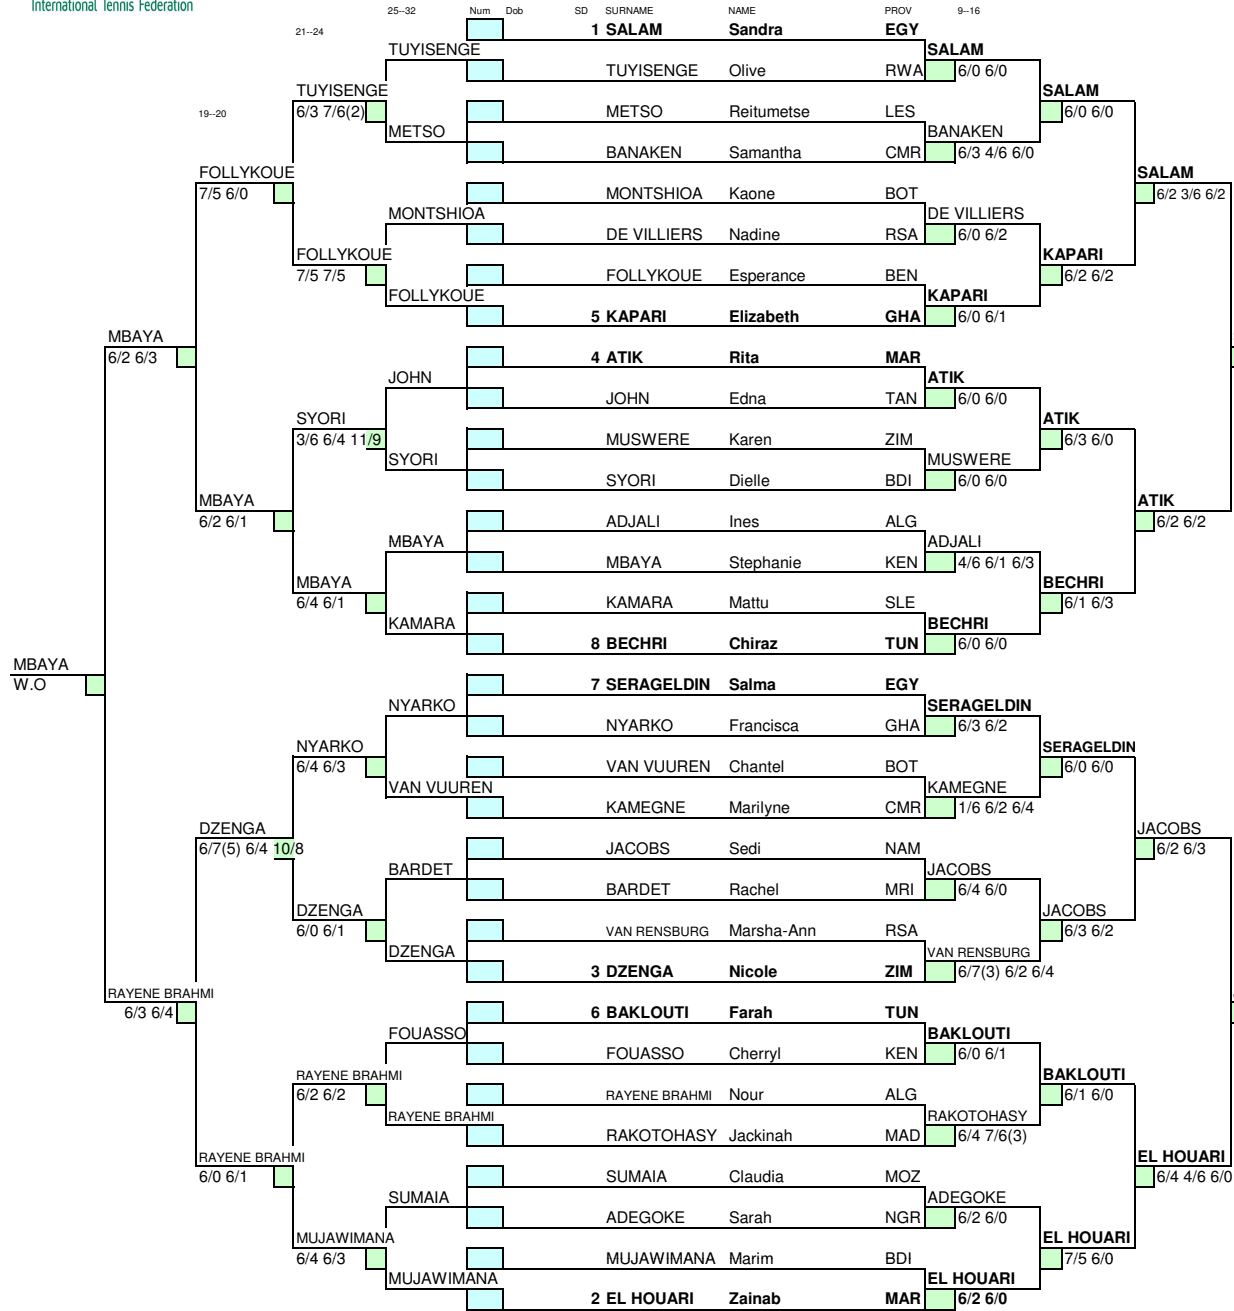 International Tennis Federation
25--32 Num Dob SD SURNAME NAME PROV 9--16
21--24 1 SALAM Sandra EGY
TUYISENGE SALAM
TUYISENGE Olive RWA 6/0 6/0
TUYISENGE SALAM
19--20 6/3 7/6(2) METSO Reitumetse LES 6/0 6/0
METSO BANAKEN
BANAKEN Samantha CMR 6/3 4/6 6/0
FOLLYKOUE SALAM
7/5 6/0 MONTSHIOA Kaone BOT 6/2 3/6 6/2
MONTSHIOA DE VILLIERS
DE VILLIERS Nadine RSA 6/0 6/2
FOLLYKOUE KAPARI
7/5 7/5 FOLLYKOUE Esperance BEN 6/2 6/2
FOLLYKOUE KAPARI
5 KAPARI Elizabeth GHA 6/0 6/1
MBAYA
6/2 6/3 4 ATIK Rita MAR
JOHN ATIK
JOHN Edna TAN 6/0 6/0
SYORI ATIK
3/6 6/4 11/9 MUSWERE Karen ZIM 6/3 6/0
SYORI MUSWERE
SYORI Dielle BDI 6/0 6/0
MBAYA ATIK
6/2 6/1 ADJALI Ines ALG 6/2 6/2
MBAYA ADJALI
MBAYA Stephanie KEN 4/6 6/1 6/3
MBAYA BECHRI
6/4 6/1 KAMARA Mattu SLE 6/1 6/3
KAMARA BECHRI
8 BECHRI Chiraz TUN 6/0 6/0
MBAYA
W.O 7 SERAGELDIN Salma EGY
NYARKO SERAGELDIN
NYARKO Francisca GHA 6/3 6/2
NYARKO SERAGELDIN
6/4 6/3 VAN VUUREN Chantel BOT 6/0 6/0
VAN VUUREN KAMEGNE
KAMEGNE Marilyne CMR 1/6 6/2 6/4
DZENGA JACOBS
6/7(5) 6/4 10/8 JACOBS Sedi NAM 6/2 6/3
BARDET JACOBS
BARDET Rachel MRI 6/4 6/0
DZENGA JACOBS
6/0 6/1 VAN RENSBURG Marsha-Ann RSA 6/3 6/2
DZENGA VAN RENSBURG
3 DZENGA Nicole ZIM 6/7(3) 6/2 6/4
RAYENE BRAHMI
6/3 6/4 6 BAKLOUTI Farah TUN
FOUASSO BAKLOUTI
FOUASSO Cherryl KEN 6/0 6/1
RAYENE BRAHMI BAKLOUTI
6/2 6/2 RAYENE BRAHMI Nour ALG 6/1 6/0
RAYENE BRAHMI RAKOTOHASY
RAKOTOHASY Jackinah MAD 6/4 7/6(3)
RAYENE BRAHMI EL HOUARI
6/0 6/1 SUMAIA Claudia MOZ 6/4 4/6 6/0
SUMAIA ADEGOKE
ADEGOKE Sarah NGR 6/2 6/0
MUJAWIMANA EL HOUARI
6/4 6/3 MUJAWIMANA Marim BDI 7/5 6/0
MUJAWIMANA EL HOUARI
2 EL HOUARI Zainab MAR 6/2 6/0